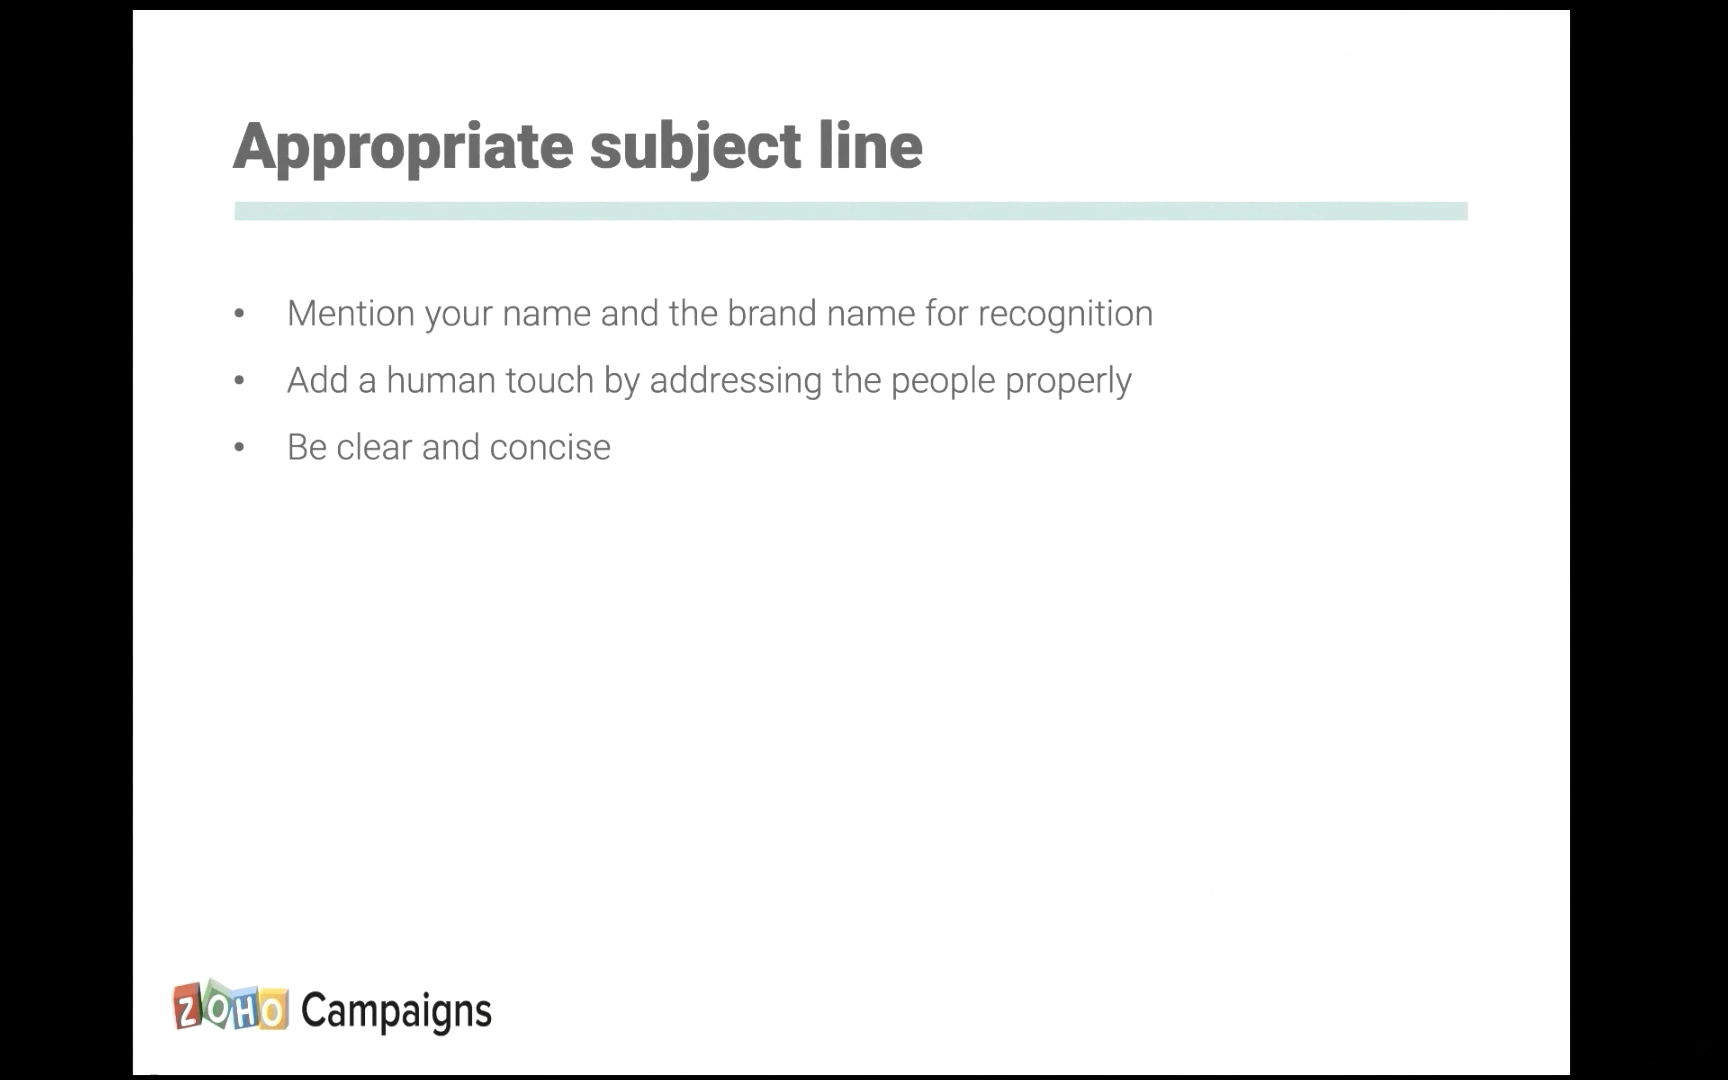 Appropriate subject line
• Mention your name and the brand name for recognition
• Add a human touch by addressing the people properly
• Be clear and concise
ZOHO Campaigns